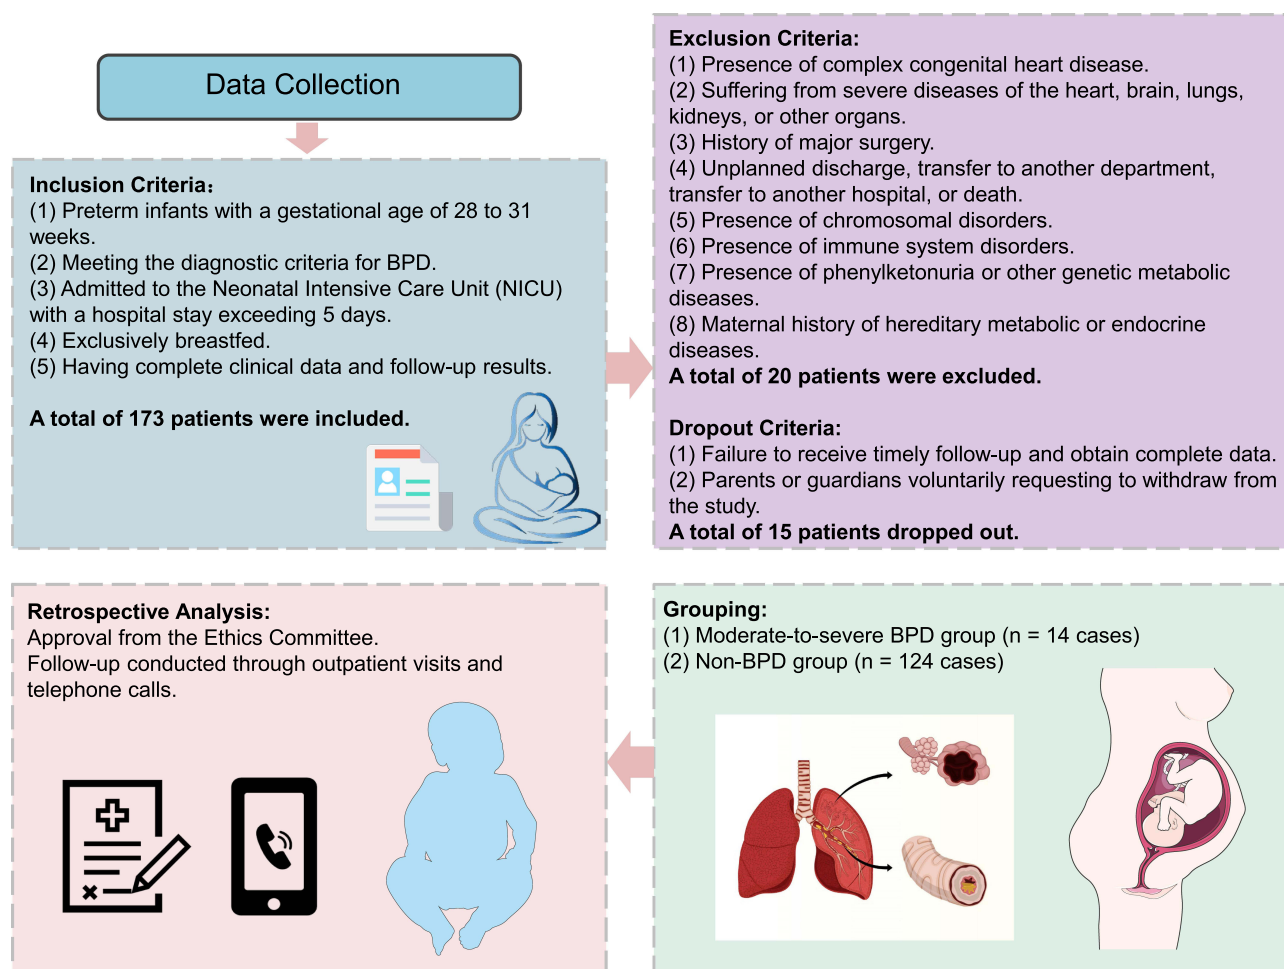 Data Collection
Inclusion Criteria：
(1) Preterm infants with a gestational age of 28 to 31
weeks.
(2) Meeting the diagnostic criteria for BPD.
(3) Admitted to the Neonatal Intensive Care Unit (NICU)
with a hospital stay exceeding 5 days.
(4) Exclusively breastfed.
(5) Having complete clinical data and follow-up results.
A total of 173 patients were included.
Exclusion Criteria:
(1) Presence of complex congenital heart disease.
(2) Suffering from severe diseases of the heart, brain, lungs,
kidneys, or other organs.
(3) History of major surgery.
(4) Unplanned discharge, transfer to another department,
transfer to another hospital, or death.
(5) Presence of chromosomal disorders.
(6) Presence of immune system disorders.
(7) Presence of phenylketonuria or other genetic metabolic
diseases.
(8) Maternal history of hereditary metabolic or endocrine
diseases.
A total of 20 patients were excluded.
Dropout Criteria:
(1) Failure to receive timely follow-up and obtain complete data.
(2) Parents or guardians voluntarily requesting to withdraw from
the study.
A total of 15 patients dropped out.
Grouping:
(1) Moderate-to-severe BPD group (n = 14 cases)
(2) Non-BPD group (n = 124 cases)
Retrospective Analysis:
Approval from the Ethics Committee.
Follow-up conducted through outpatient visits and
telephone calls.